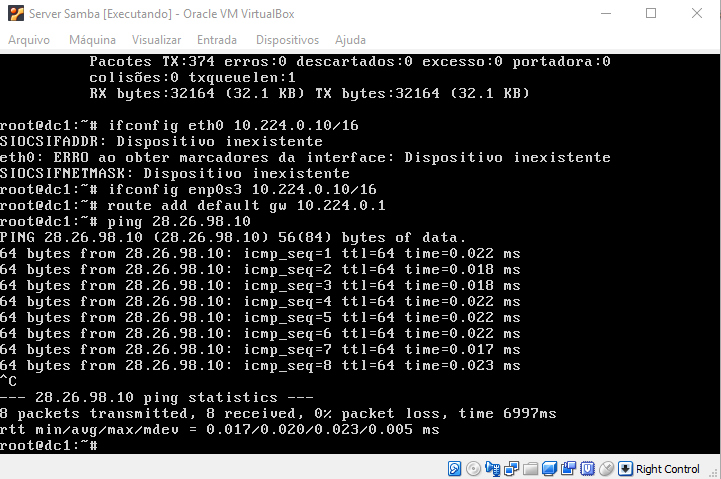 Server Samba [Executando] - Oracle VM VirtualBox
Arquivo Máquina Visualizar Entrada Dispositivos Ajuda
Pacotes TX:374 erros:0 descartados:0 excesso:0 portadora:0
colisões:0 txqueuelen:1
RX bytes:32164 (32.1 KB) TX bytes:32164 (32.1 KB)
root@dc1:~# ifconfig eth0 10.224.0.10/16
SIOCSIFADDR: Dispositivo inexistente
eth0: ERRO ao obter marcadores da interface: Dispositivo inexistente
SIOCSIFNETMASK: Dispositivo inexistente
root@dc1:~# ifconfig enp0s3 10.224.0.10/16
root@dc1:~# route add default gw 10.224.0.1
root@dc1:~# ping 28.26.98.10
PING 28.26.98.10 (28.26.98.10) 56(84) bytes of data.
64 bytes from 28.26.98.10: icmp_seq=1 ttl=64 time=0.022 ms
64 bytes from 28.26.98.10: icmp_seq=2 ttl=64 time=0.018 ms
64 bytes from 28.26.98.10: icmp_seq=3 ttl=64 time=0.018 ms
64 bytes from 28.26.98.10: icmp_seq=4 ttl=64 time=0.022 ms
64 bytes from 28.26.98.10: icmp_seq=5 ttl=64 time=0.022 ms
64 bytes from 28.26.98.10: icmp_seq=6 ttl=64 time=0.022 ms
64 bytes from 28.26.98.10: icmp_seq=7 ttl=64 time=0.017 ms
64 bytes from 28.26.98.10: icmp_seq=8 ttl=64 time=0.023 ms
^C
--- 28.26.98.10 ping statistics ---
8 packets transmitted, 8 received, 0% packet loss, time 6997ms
rtt min/avg/max/mdev = 0.017/0.020/0.023/0.005 ms
root@dc1:~#
Right Control